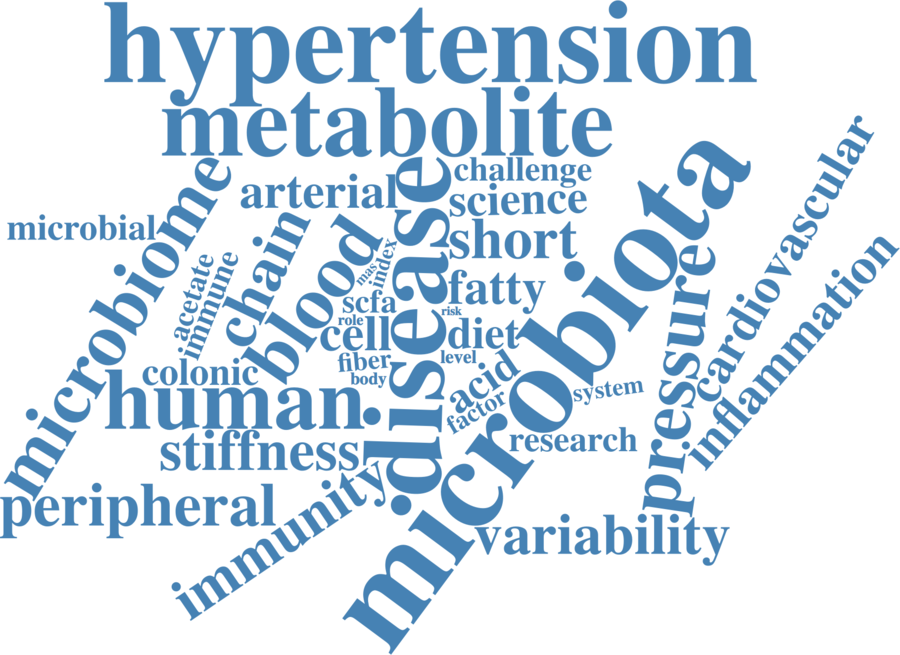 hypertension
metabolite
challenge
arterial
science
microbial
microbiome
chain
blood
disease
microbiota
cardiovascular
short
index
mas
acetate
immune
scfa
fatty
risk
role
cell
diet
pressure
inflammation
fiber
level
colonic
body
acid
human
factor
system
stiffness
research
peripheral
immunity
variability